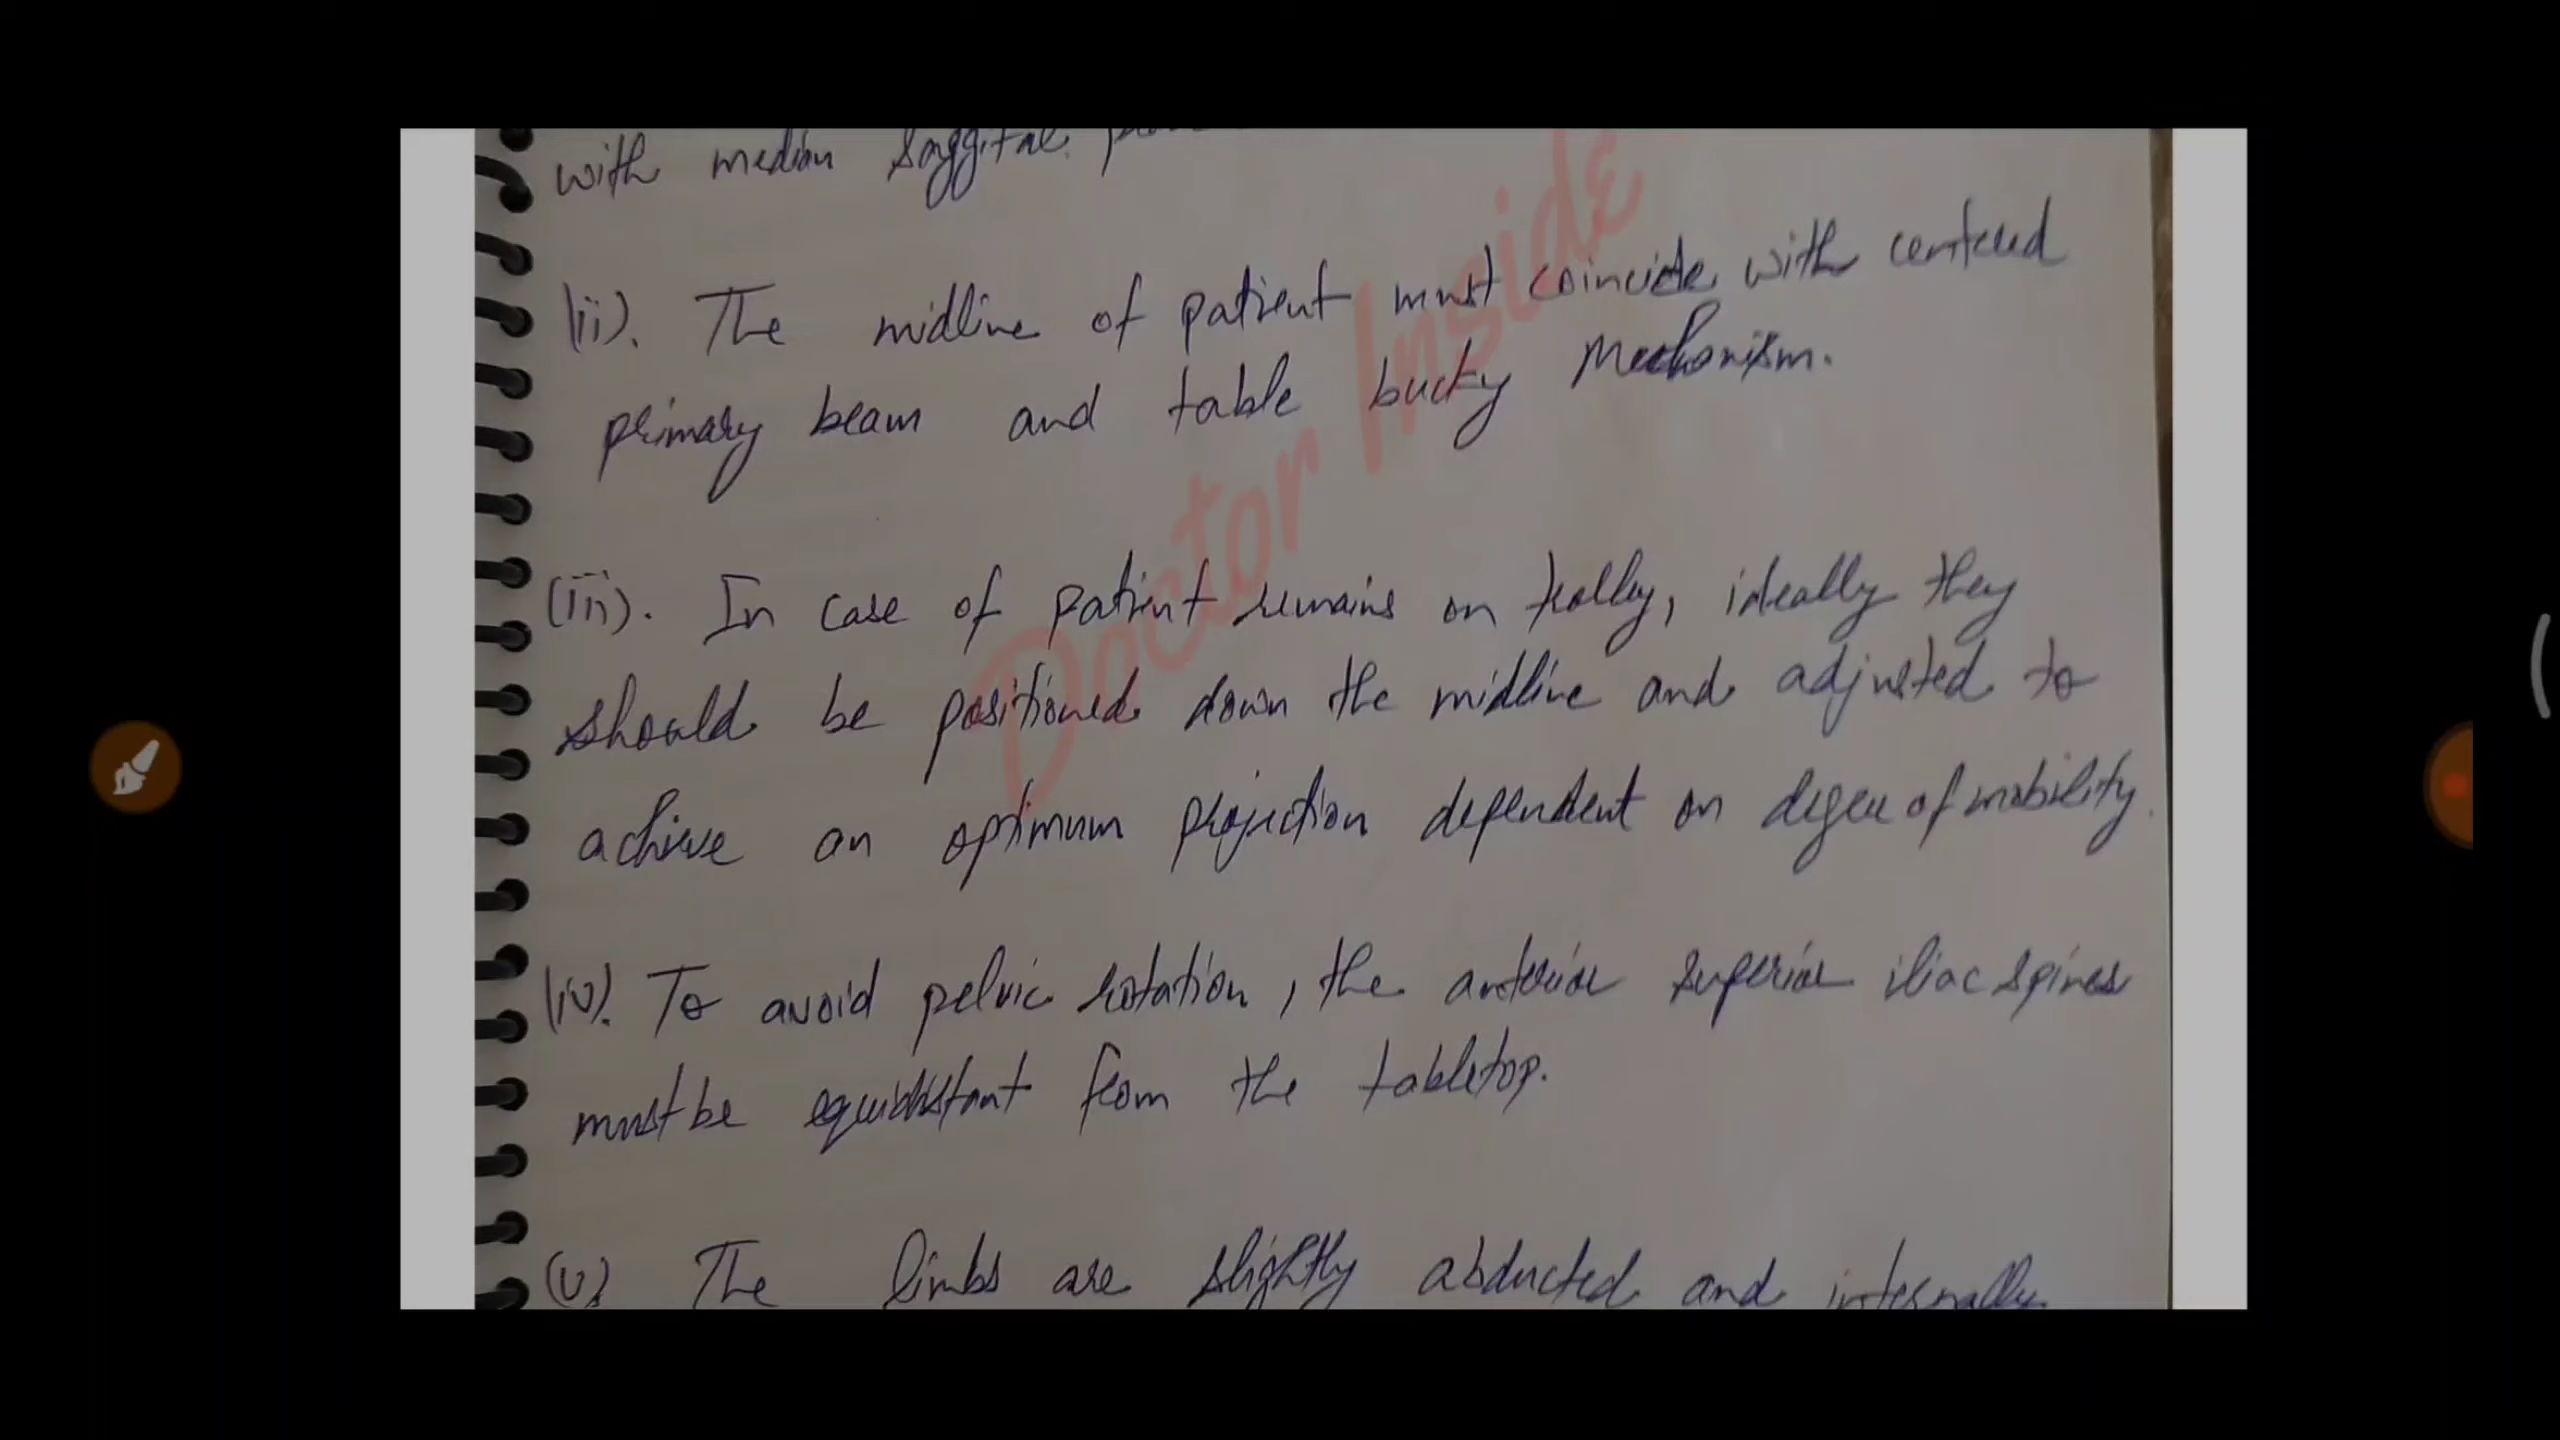 with median saggital
(ii). The midline of patient must coincide with centered
primary beam and table bucky Mechanism.
(iii). In case of patient remains on trolley, ideally they
should be positioned down the midline and adjusted to
achieve an optimum projection dependent on degree of mobility.
(iv). To avoid pelvic rotation, the anterior superior iliac spines
must be equidistant from the tabletop.
(v) The limbs are slightly abducted and internally
Doctor Inside